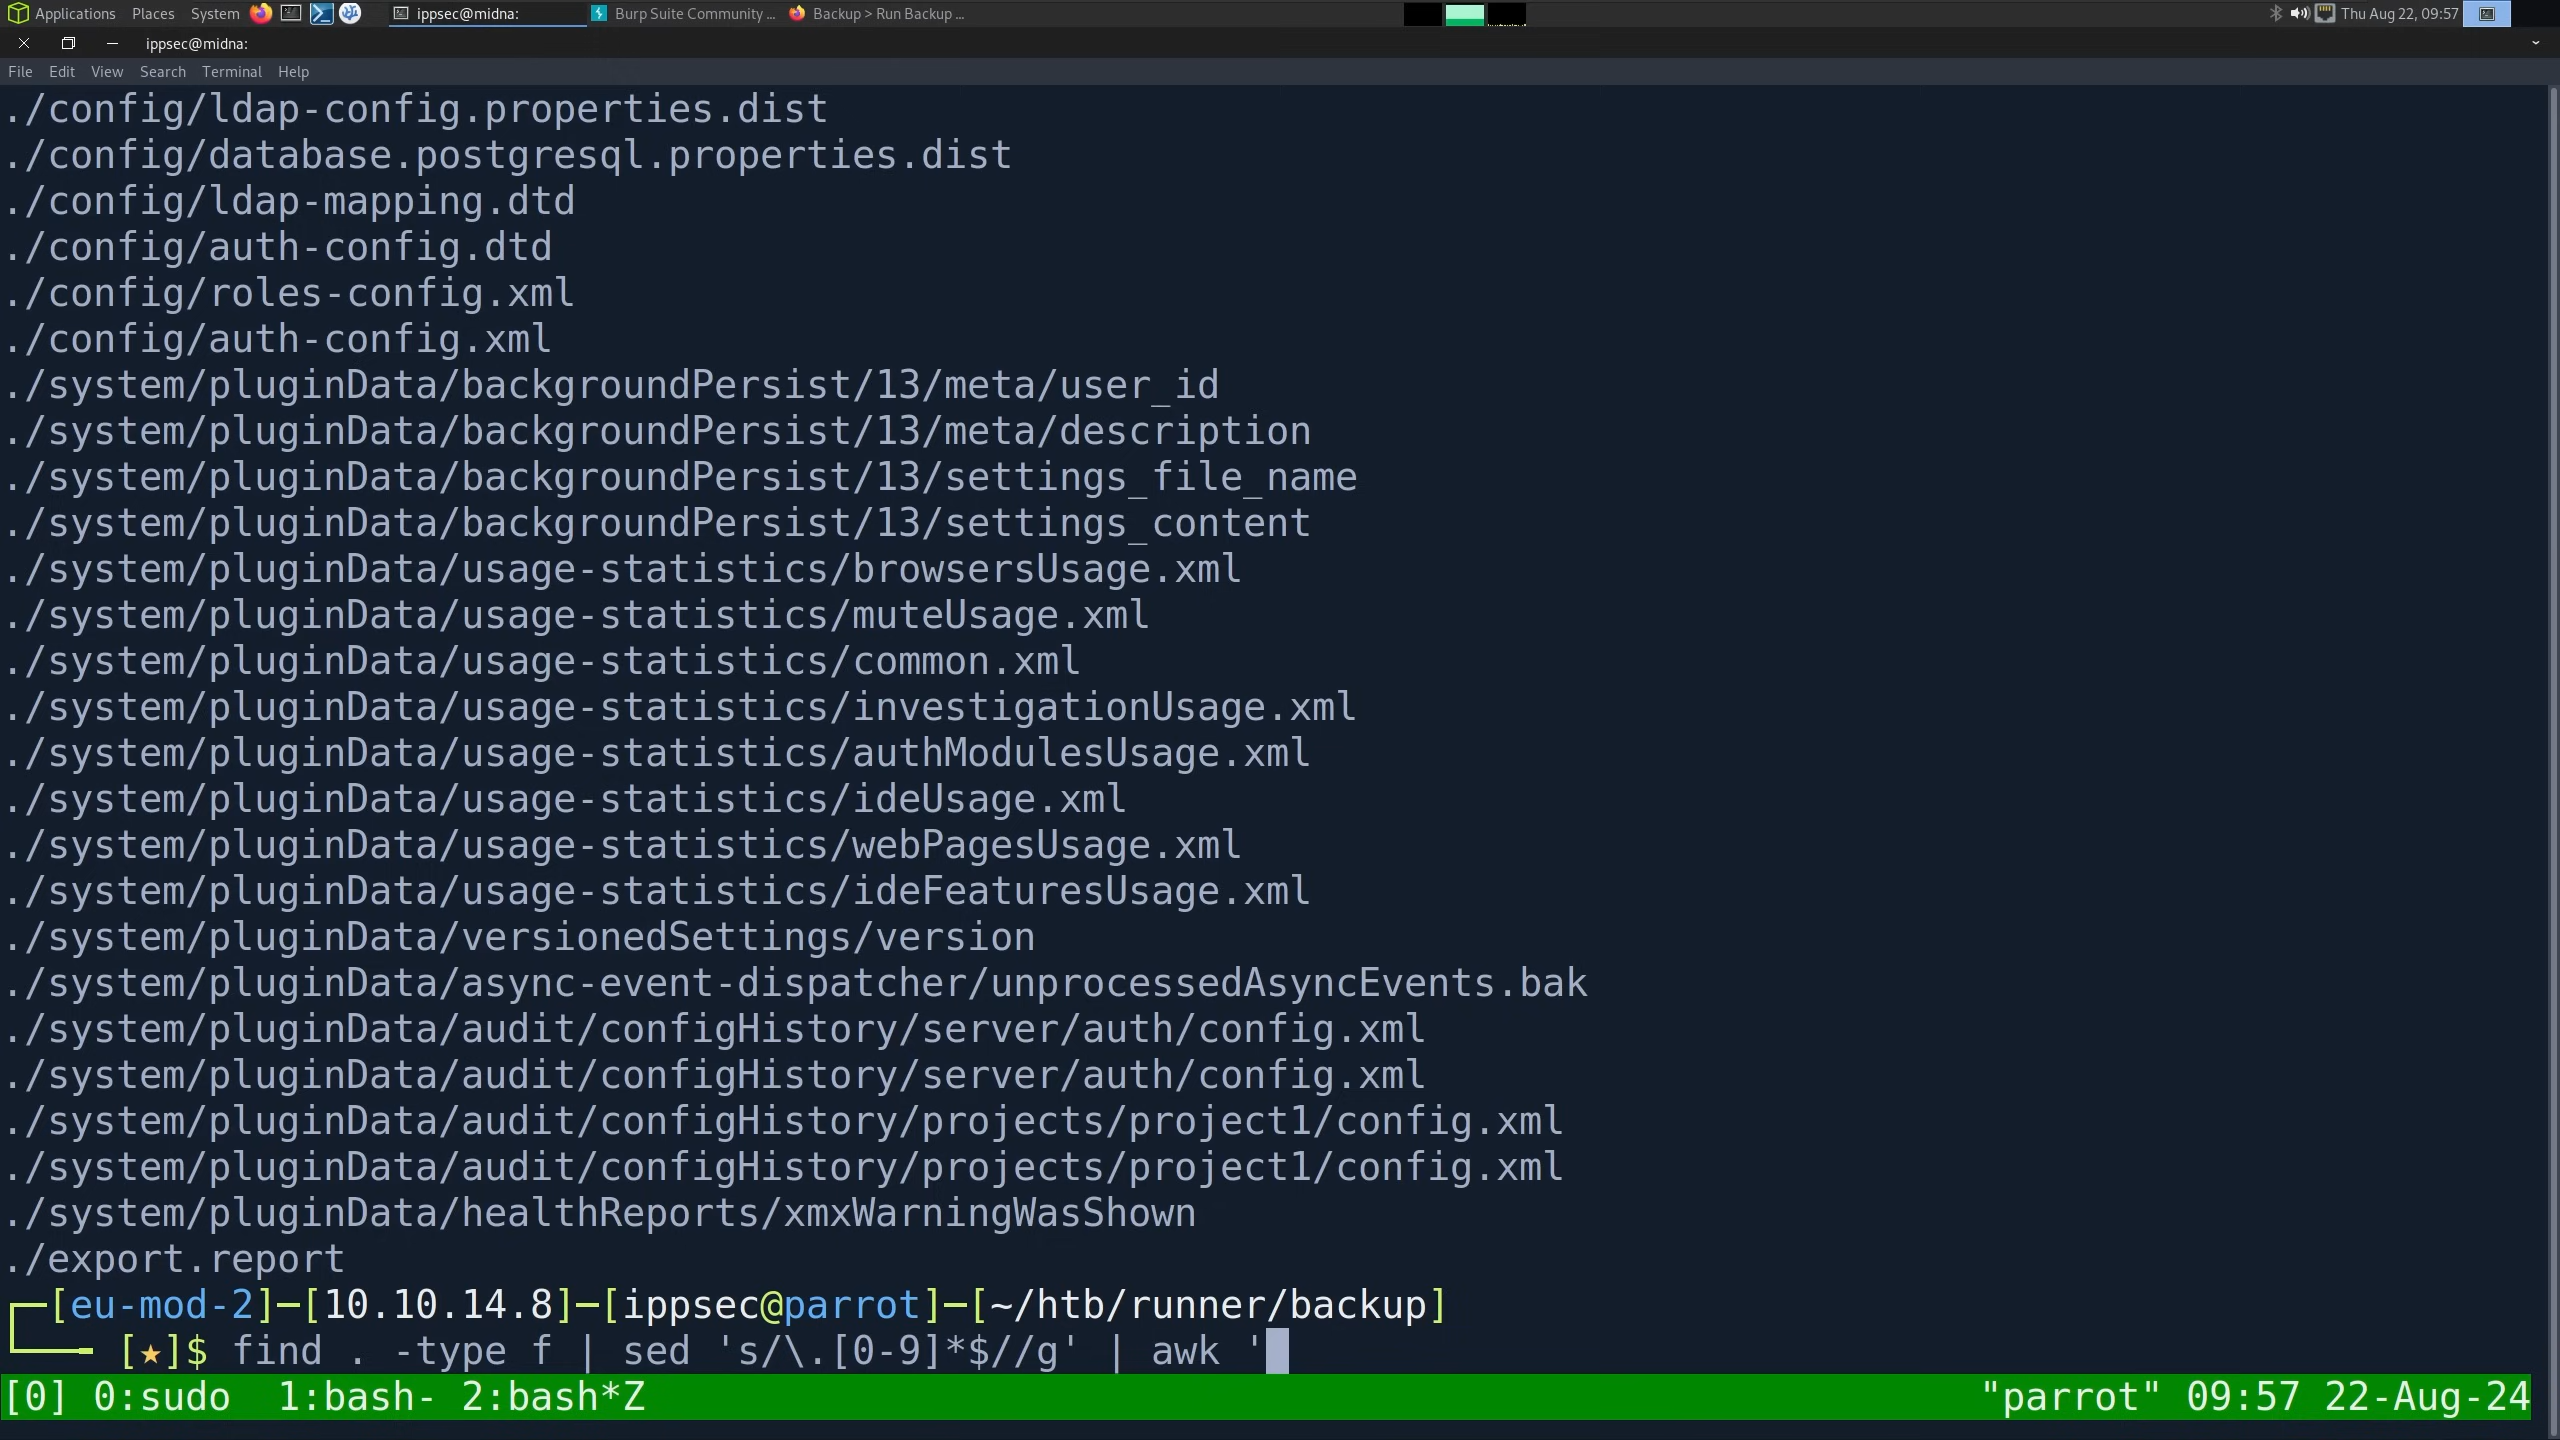 Applications Places System ippsec@midna: Burp Suite Community ... Backup > Run Backup ... Thu Aug 22, 09:57
ippsec@midna:
File Edit View Search Terminal Help
./config/ldap-config.properties.dist
./config/database.postgresql.properties.dist
./config/ldap-mapping.dtd
./config/auth-config.dtd
./config/roles-config.xml
./config/auth-config.xml
./system/pluginData/backgroundPersist/13/meta/user_id
./system/pluginData/backgroundPersist/13/meta/description
./system/pluginData/backgroundPersist/13/settings_file_name
./system/pluginData/backgroundPersist/13/settings_content
./system/pluginData/usage-statistics/browsersUsage.xml
./system/pluginData/usage-statistics/muteUsage.xml
./system/pluginData/usage-statistics/common.xml
./system/pluginData/usage-statistics/investigationUsage.xml
./system/pluginData/usage-statistics/authModulesUsage.xml
./system/pluginData/usage-statistics/ideUsage.xml
./system/pluginData/usage-statistics/webPagesUsage.xml
./system/pluginData/usage-statistics/ideFeaturesUsage.xml
./system/pluginData/versionedSettings/version
./system/pluginData/async-event-dispatcher/unprocessedAsyncEvents.bak
./system/pluginData/audit/configHistory/server/auth/config.xml
./system/pluginData/audit/configHistory/server/auth/config.xml
./system/pluginData/audit/configHistory/projects/project1/config.xml
./system/pluginData/audit/configHistory/projects/project1/config.xml
./system/pluginData/healthReports/xmxWarningWasShown
./export.report
[eu-mod-2]─[10.10.14.8]─[ippsec@parrot]─[~/htb/runner/backup]
[★]$ find . -type f | sed 's/\.[0-9]*$//g' | awk '
[0] 0:sudo 1:bash- 2:bash*Z "parrot" 09:57 22-Aug-24